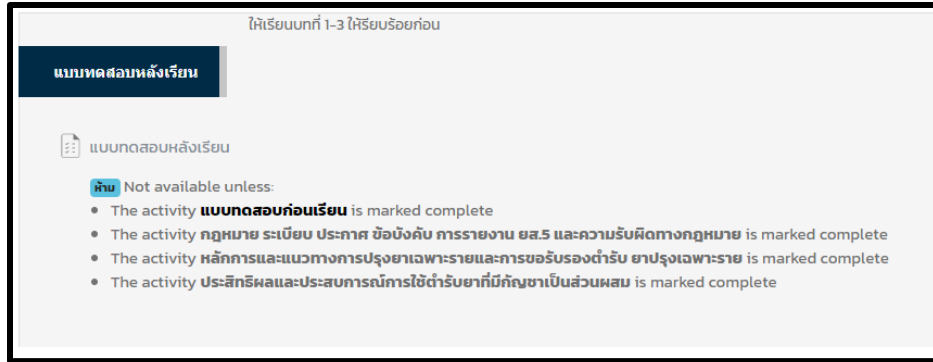 ให้เรียนบทที่ 1-3 ให้เรียบร้อยก่อน
แบบทดสอบหลังเรียน
แบบทดสอบหลังเรียน
ห้าม Not available unless:
The activity แบบทดสอบก่อนเรียน is marked complete
The activity กฎหมาย ระเบียบ ประกาศ ข้อบังคับ การรายงาน ยส.5 และความรับผิดทางกฎหมาย is marked complete
The activity หลักการและแนวทางการปรุงยาเฉพาะรายและการขอรับรองตำรับ ยาปรุงเฉพาะราย is marked complete
The activity ประสิทธิผลและประสบการณ์การใช้ตำรับยาที่มีกัญชาเป็นส่วนผสม is marked complete